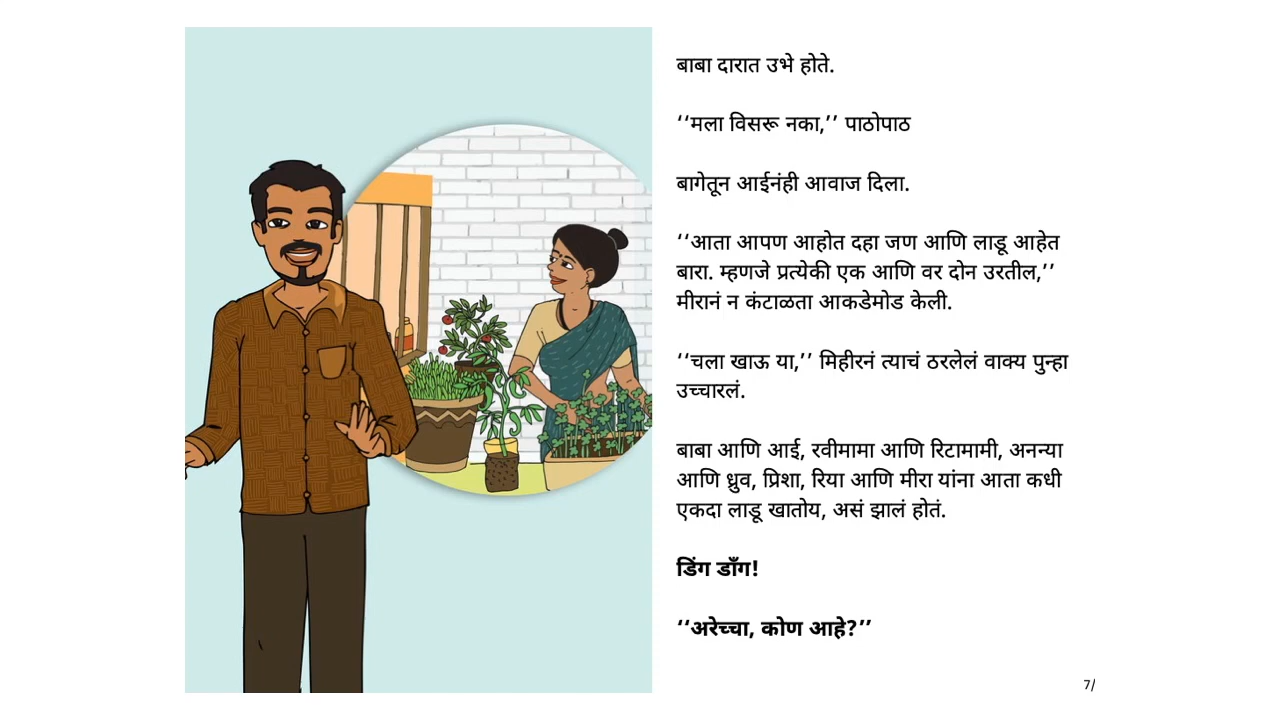 बाबा दारात उभे होते.
‘‘मला विसरू नका,’’ पाठोपाठ
बागेतून आईनंही आवाज दिला.
‘‘आता आपण आहोत दहा जण आणि लाडू आहेत
बारा. म्हणजे प्रत्येकी एक आणि वर दोन उरतील,’’
मीरानं न कंटाळता आकडेमोड केली.
‘‘चला खाऊ या,’’ मिहीरनं त्याचं ठरलेलं वाक्य पुन्हा
उच्चारलं.
बाबा आणि आई, रवीमामा आणि रिटामामी, अनन्या
आणि ध्रुव, प्रिशा, रिया आणि मीरा यांना आता कधी
एकदा लाडू खातोय, असं झालं होतं.
डिंग डाँग!
‘‘अरेच्चा, कोण आहे?’’
7/